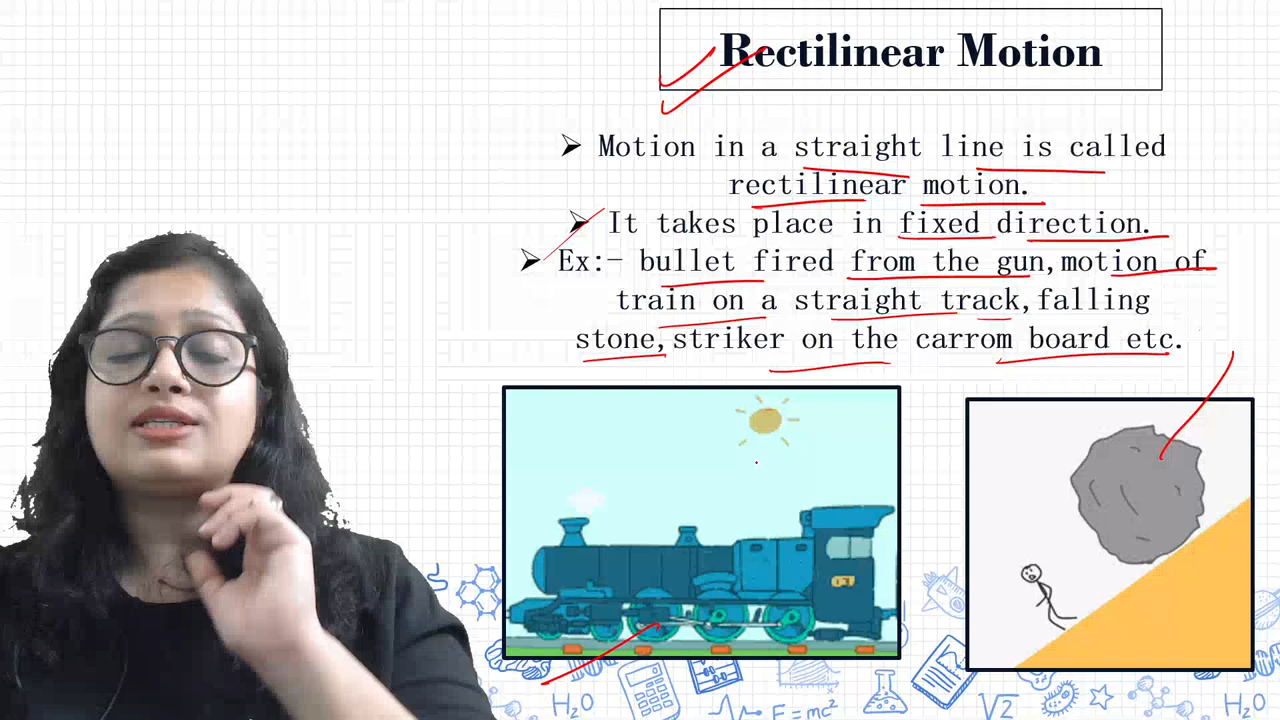 Rectilinear Motion
➤ Motion in a straight line is called
rectilinear motion.
➤ It takes place in fixed direction.
➤ Ex:- bullet fired from the gun,motion of
train on a straight track,falling
stone,striker on the carrom board etc.
H₂O
F=mc²
√2
H₂O